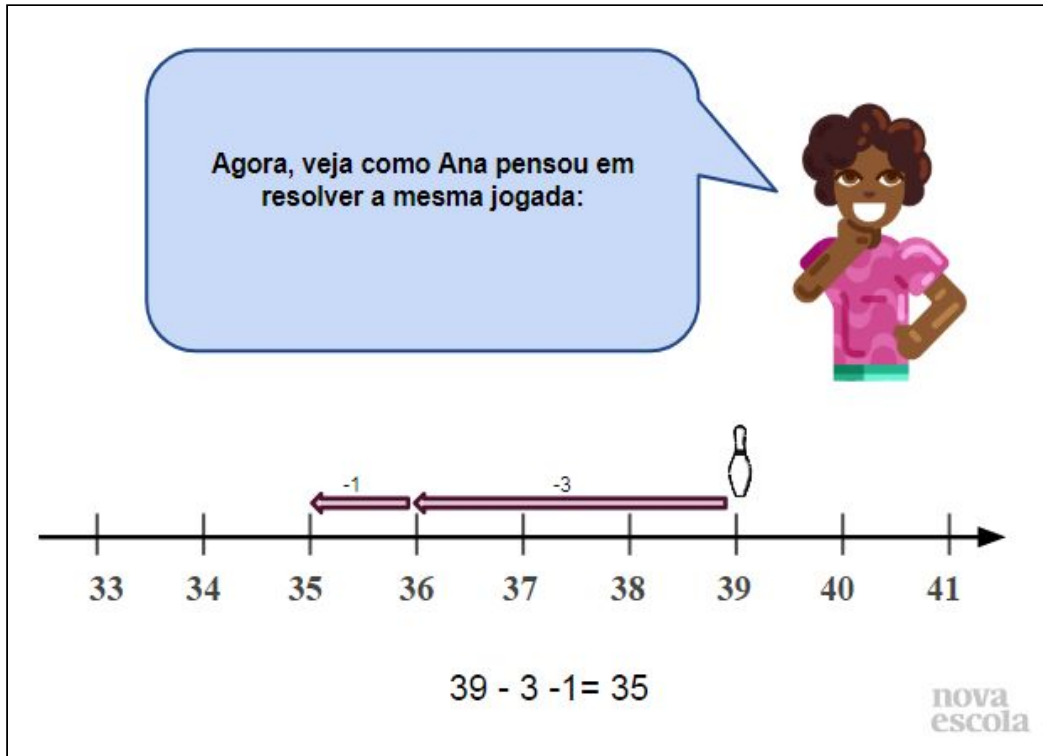 Agora, veja como Ana pensou em
resolver a mesma jogada:
-1 -3
33 34 35 36 37 38 39 40 41
39 - 3 -1= 35
nova
escola